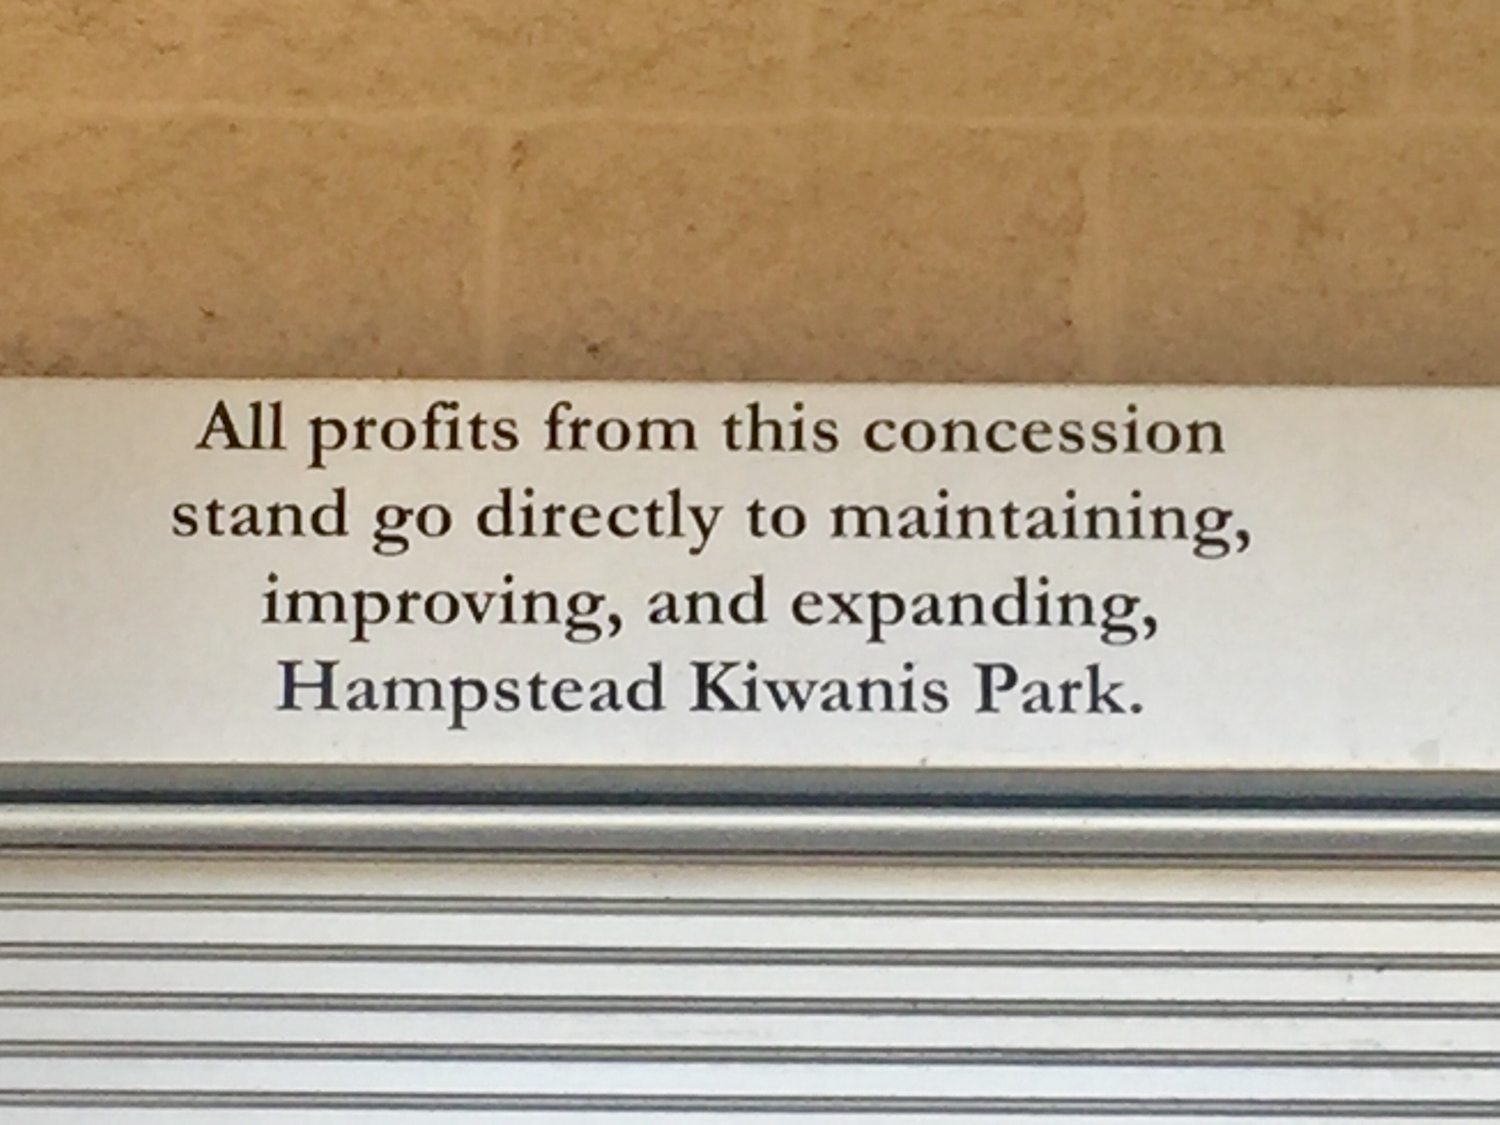 All profits from this concession
stand go directly to maintaining,
improving, and expanding,
Hampstead Kiwanis Park.